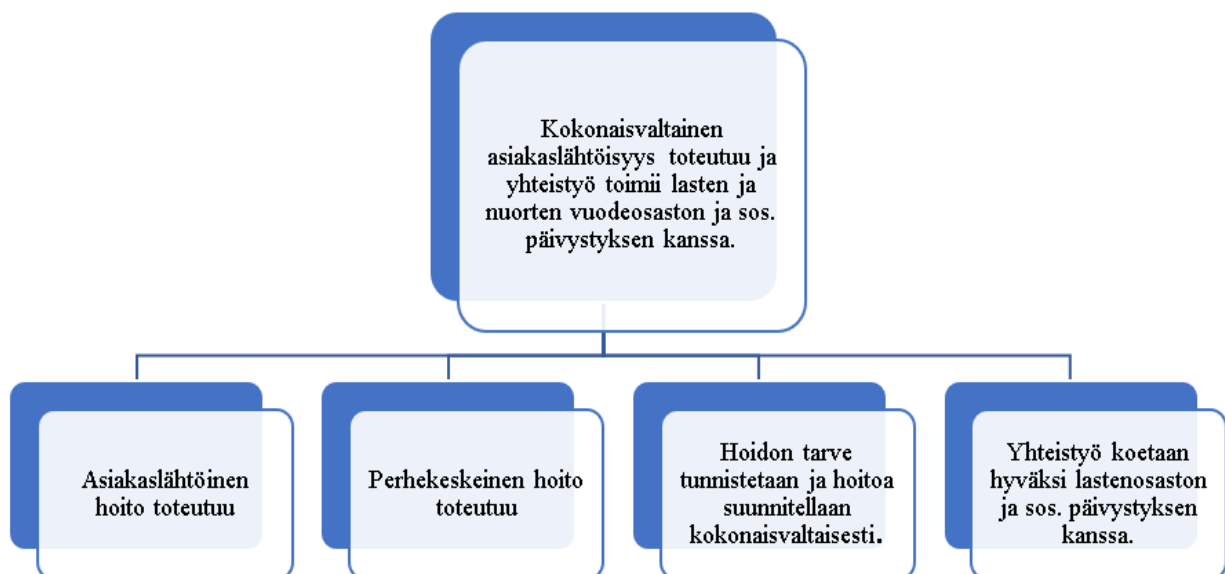 Kokonaisvaltainen
asiakaslähtöisyys toteutuu ja
yhteistyö toimii lasten ja
nuorten vuodeosaston ja sos.
päivystyksen kanssa.
Asiakaslähtöinen
hoito toteutuu
Perhekeskeinen hoito
toteutuu
Hoidon tarve
tunnistetaan ja hoitoa
suunnitellaan
kokonaisvaltaisesti.
Yhteistyö koetaan
hyväksi lastenosaston
ja sos. päivystyksen
kanssa.